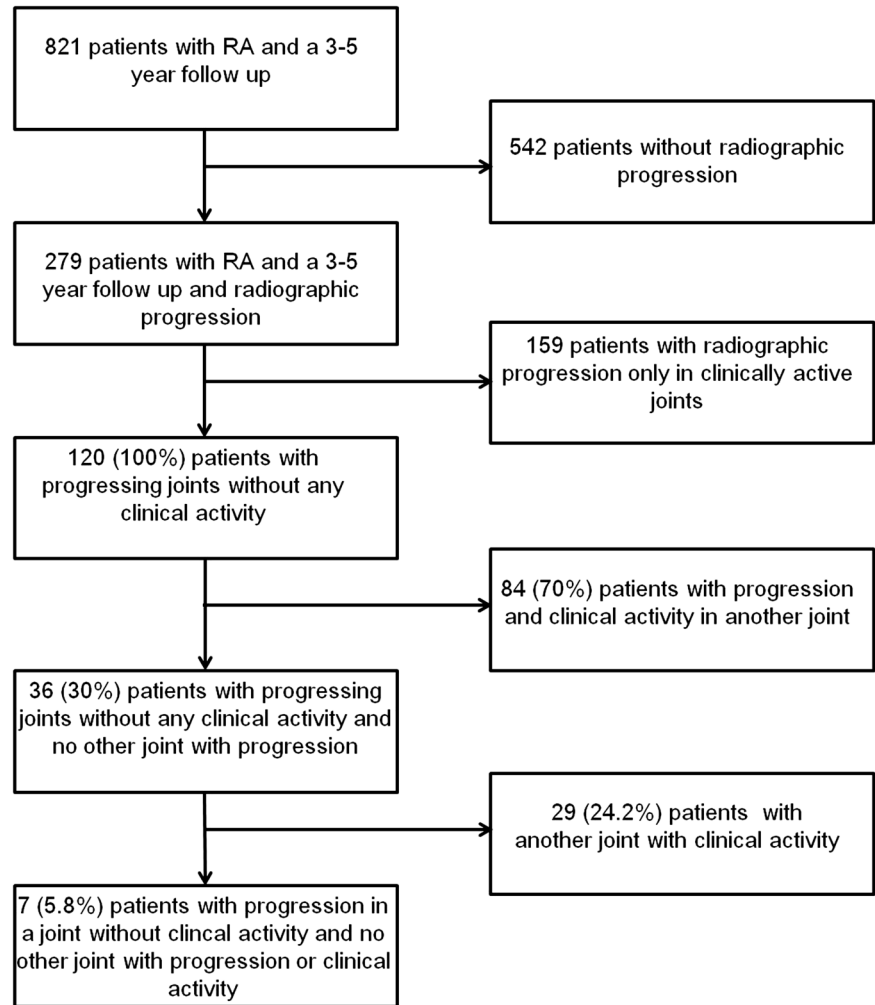 821 patients with RA and a 3-5
year follow up
542 patients without radiographic
progression
279 patients with RA and a 3-5
year follow up and radiographic
progression
159 patients with radiographic
progression only in clinically active
joints
120 (100%) patients with
progressing joints without any
clinical activity
84 (70%) patients with progression
and clinical activity in another joint
36 (30%) patients with progressing
joints without any clinical activity and
no other joint with progression
29 (24.2%) patients with
another joint with clinical activity
7 (5.8%) patients with progression in
a joint without clincal activity and no
other joint with progression or clinical
activity